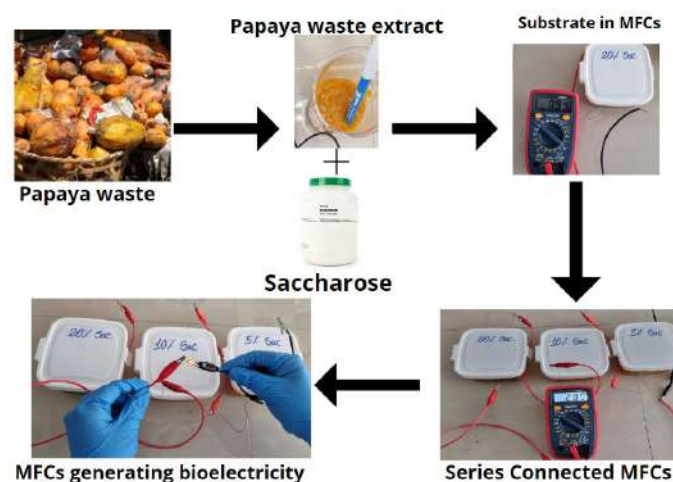 Papaya waste extract
Substrate in MFCs
20% Sac
Papaya waste
Saccharose
20% Sac
10% Sac
5% Sac
20% Sac
10% Sac
5% Sac
MFCs generating bioelectricity
Series Connected MFCs